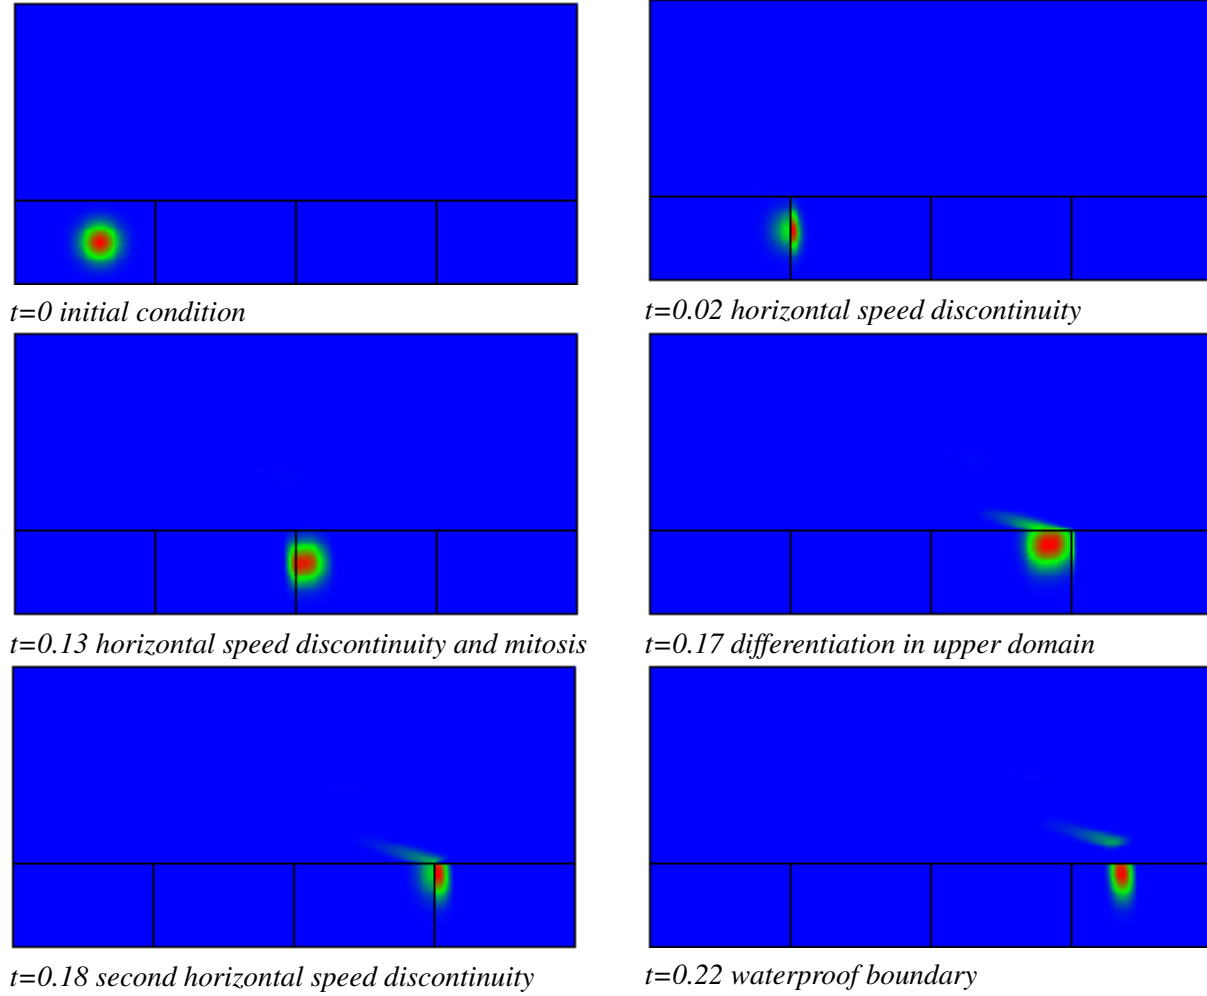 t=0 initial condition
t=0.02 horizontal speed discontinuity
t=0.13 horizontal speed discontinuity and mitosis
t=0.17 differentiation in upper domain
t=0.18 second horizontal speed discontinuity
t=0.22 waterproof boundary